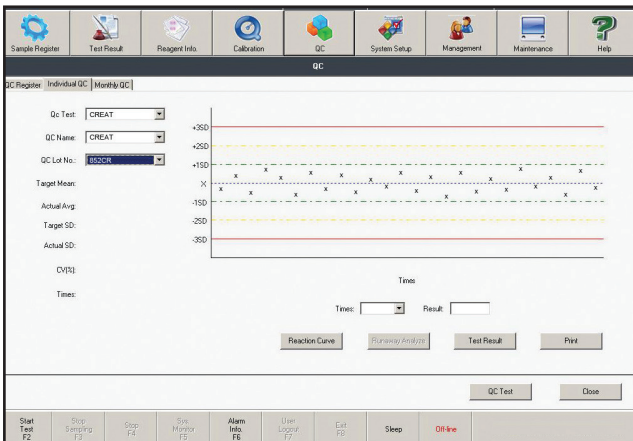 Sample Register Test Result Reagent Info. Calibration QC System Setup Management Maintenance Help
QC
QC Register Individual QC Monthly QC
Qc Test: CREAT
QC Name: CREAT
QC Lot No.: 852CR
Target Mean:
Actual Avg:
Target SD:
Actual SD:
CV(%):
Times:
+3SD
+2SD
+1SD
X
-1SD
-2SD
-3SD
Times
Times: Result:
Reaction Curve Runeway Analyze Test Result Print
QC Test Close
Start Test F2
Stop Sampling F3
Stop F4
Sys. Monitor F5
Alarm Info. F6
User Logout F7
Exit F8
Sleep
Off-line